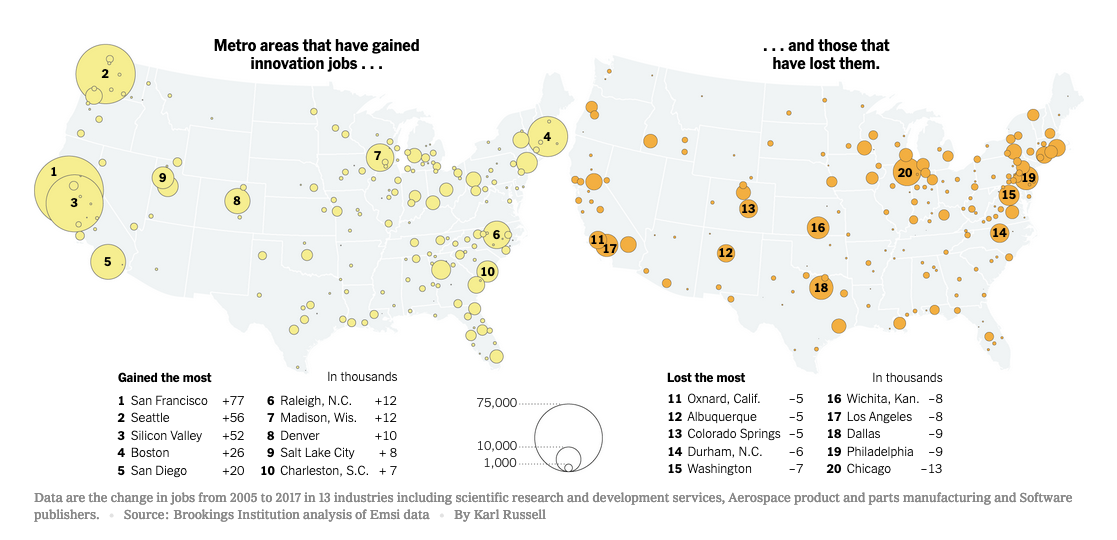 Metro areas that have gained
innovation jobs . . .
. . . and those that
have lost them.
2
1
3
5
9
8
7
4
6
10
11
17
12
13
16
18
20
19
15
14
Gained the most In thousands
1 San Francisco +77 6 Raleigh, N.C. +12
2 Seattle +56 7 Madison, Wis. +12
3 Silicon Valley +52 8 Denver +10
4 Boston +26 9 Salt Lake City + 8
5 San Diego +20 10 Charleston, S.C. + 7
75,000
10,000
1,000
Lost the most In thousands
11 Oxnard, Calif. –5 16 Wichita, Kan. –8
12 Albuquerque –5 17 Los Angeles –8
13 Colorado Springs –5 18 Dallas –9
14 Durham, N.C. –6 19 Philadelphia –9
15 Washington –7 20 Chicago –13
Data are the change in jobs from 2005 to 2017 in 13 industries including scientific research and development services, Aerospace product and parts manufacturing and Software
publishers. • Source: Brookings Institution analysis of Emsi data • By Karl Russell